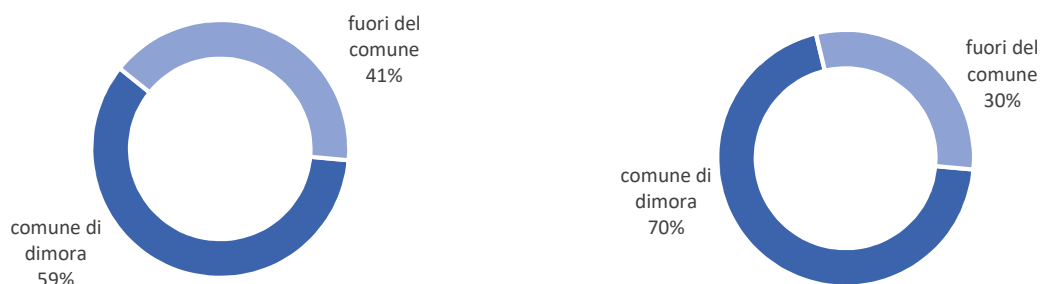 fuori del
comune
41%
comune di
dimora
59%
fuori del
comune
30%
comune di
dimora
70%